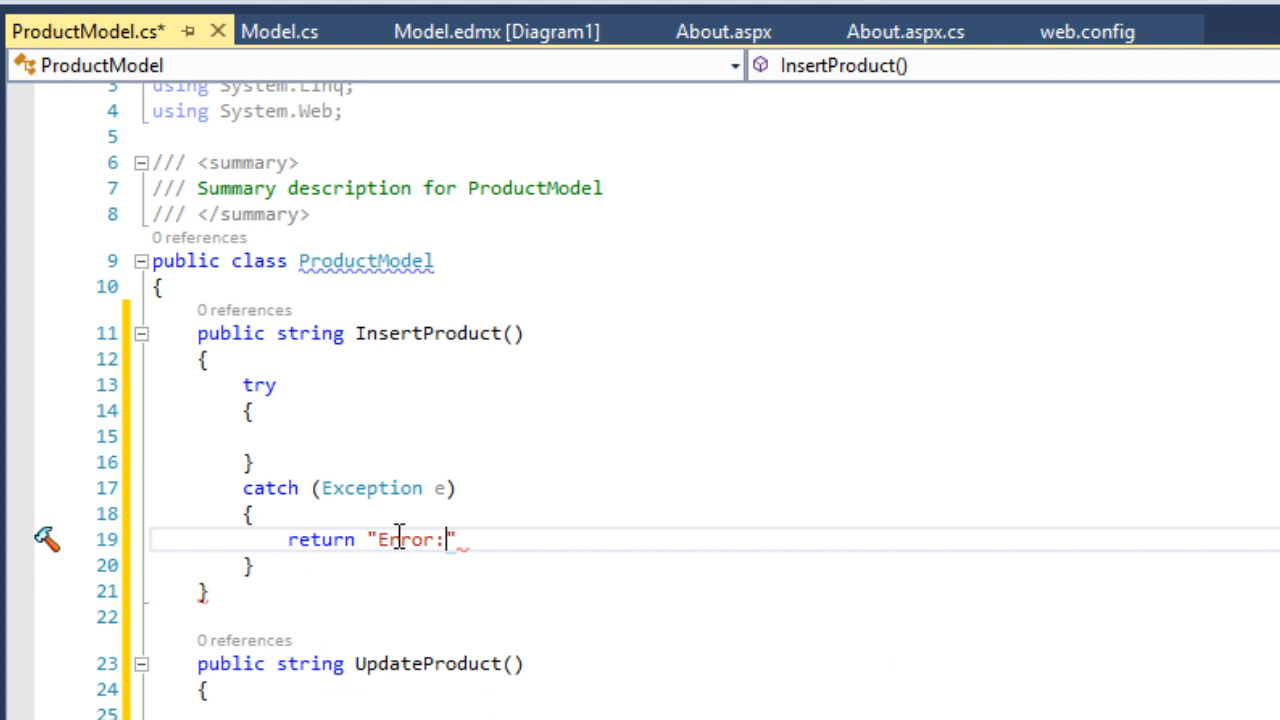 ProductModel.cs* Model.cs Model.edmx [Diagram1] About.aspx About.aspx.cs web.config
ProductModel InsertProduct()
3 using System.Linq;
4 using System.Web;
5
6 /// <summary>
7 /// Summary description for ProductModel
8 /// </summary>
0 references
9 public class ProductModel
10 {
0 references
11 public string InsertProduct()
12 {
13 try
14 {
15
16 }
17 catch (Exception e)
18 {
19 return "Error:"
20 }
21 }
22
0 references
23 public string UpdateProduct()
24 {
25